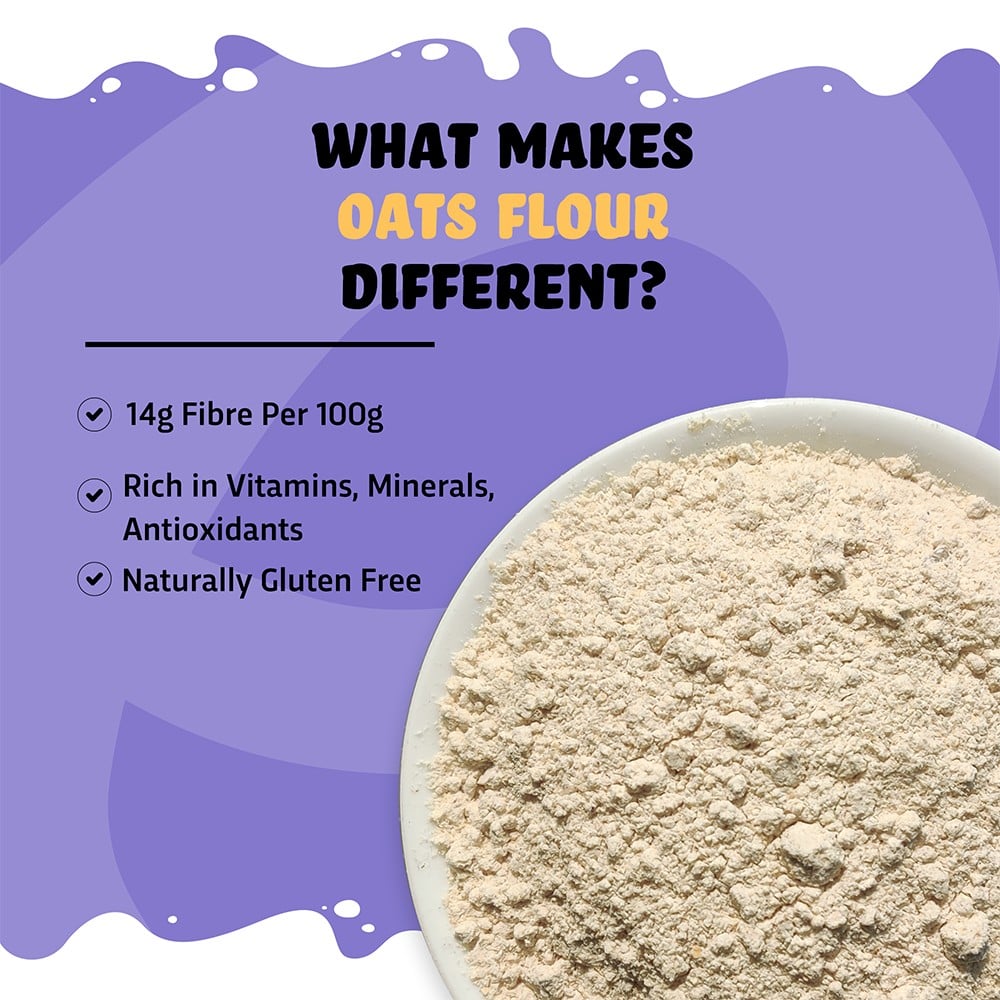 WHAT MAKES
OATS FLOUR
DIFFERENT?
14g Fibre Per 100g
Rich in Vitamins, Minerals,
Antioxidants
Naturally Gluten Free